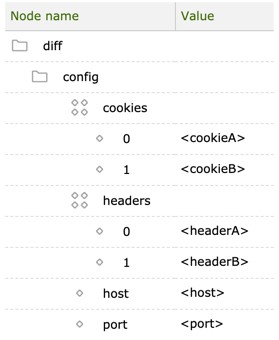 Node name Value
diff
config
cookies
0 <cookieA>
1 <cookieB>
headers
0 <headerA>
1 <headerB>
host <host>
port <port>